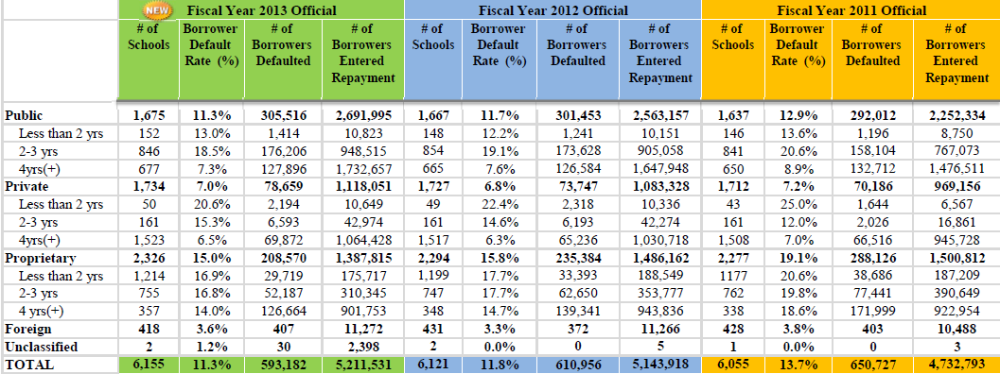 NEW Fiscal Year 2013 Official Fiscal Year 2012 Official Fiscal Year 2011 Official
# of Schools Borrower Default Rate (%) # of Borrowers Defaulted # of Borrowers Entered Repayment # of Schools Borrower Default Rate (%) # of Borrowers Defaulted # of Borrowers Entered Repayment # of Schools Borrower Default Rate (%) # of Borrowers Defaulted # of Borrowers Entered Repayment
Public 1,675 11.3% 305,516 2,691,995 1,667 11.7% 301,453 2,563,157 1,637 12.9% 292,012 2,252,334
Less than 2 yrs 152 13.0% 1,414 10,823 148 12.2% 1,241 10,151 146 13.6% 1,196 8,750
2-3 yrs 846 18.5% 176,206 948,515 854 19.1% 173,628 905,058 841 20.6% 158,104 767,073
4yrs(+) 677 7.3% 127,896 1,732,657 665 7.6% 126,584 1,647,948 650 8.9% 132,712 1,476,511
Private 1,734 7.0% 78,659 1,118,051 1,727 6.8% 73,747 1,083,328 1,712 7.2% 70,186 969,156
Less than 2 yrs 50 20.6% 2,194 10,649 49 22.4% 2,318 10,336 43 25.0% 1,644 6,567
2-3 yrs 161 15.3% 6,593 42,974 161 14.6% 6,193 42,274 161 12.0% 2,026 16,861
4yrs(+) 1,523 6.5% 69,872 1,064,428 1,517 6.3% 65,236 1,030,718 1,508 7.0% 66,516 945,728
Proprietary 2,326 15.0% 208,570 1,387,815 2,294 15.8% 235,384 1,486,162 2,277 19.1% 288,126 1,500,812
Less than 2 yrs 1,214 16.9% 29,719 175,717 1,199 17.7% 33,393 188,549 1177 20.6% 38,686 187,209
2-3 yrs 755 16.8% 52,187 310,345 747 17.7% 62,650 353,777 762 19.8% 77,441 390,649
4 yrs(+) 357 14.0% 126,664 901,753 348 14.7% 139,341 943,836 338 18.6% 171,999 922,954
Foreign 418 3.6% 407 11,272 431 3.3% 372 11,266 428 3.8% 403 10,488
Unclassified 2 1.2% 30 2,398 2 0.0% 0 5 1 0.0% 0 3
TOTAL 6,155 11.3% 593,182 5,211,531 6,121 11.8% 610,956 5,143,918 6,055 13.7% 650,727 4,732,793